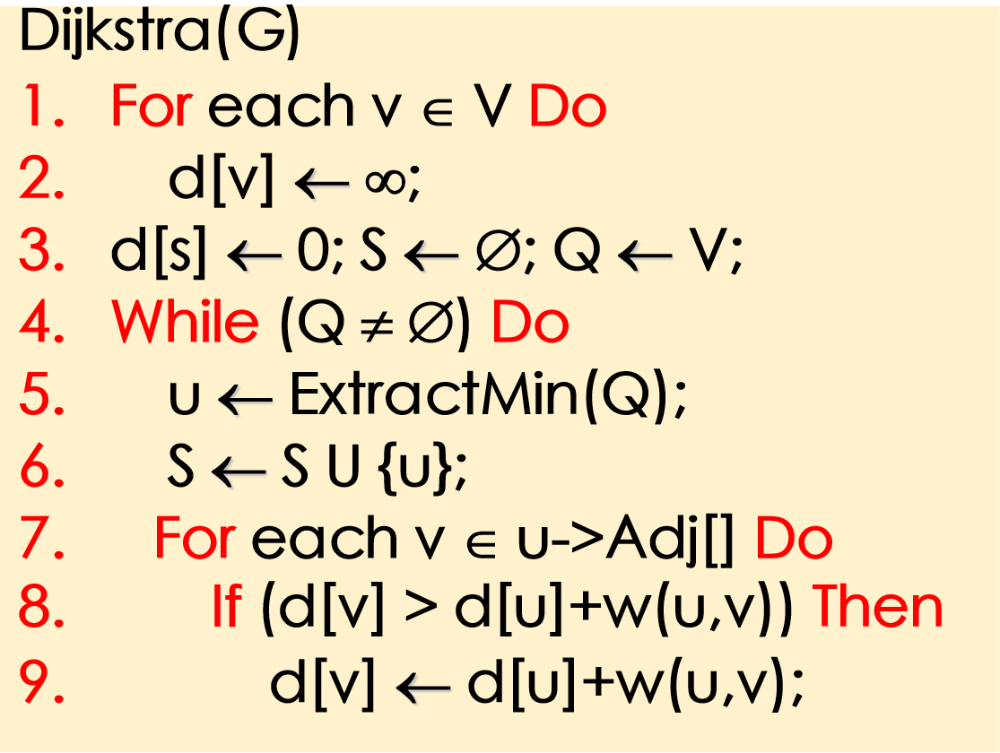 Dijkstra(G)
1. For each v ∈ V Do
2. d[v] ← ∞;
3. d[s] ← 0; S ← ∅; Q ← V;
4. While (Q ≠ ∅) Do
5. u ← ExtractMin(Q);
6. S ← S U {u};
7. For each v ∈ u->Adj[] Do
8. If (d[v] > d[u]+w(u,v)) Then
9. d[v] ← d[u]+w(u,v);